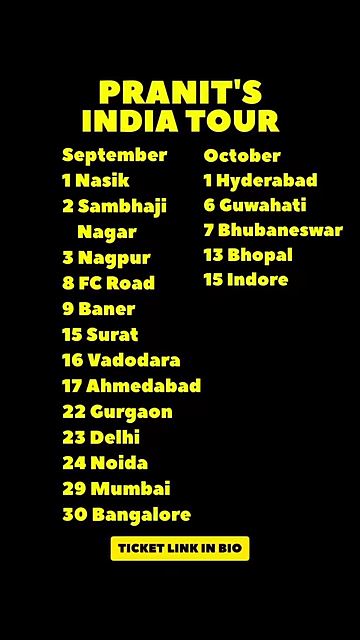 PRANIT'S
INDIA TOUR
September
1 Nasik
2 Sambhaji
Nagar
3 Nagpur
8 FC Road
9 Baner
15 Surat
16 Vadodara
17 Ahmedabad
22 Gurgaon
23 Delhi
24 Noida
29 Mumbai
30 Bangalore
October
1 Hyderabad
6 Guwahati
7 Bhubaneswar
13 Bhopal
15 Indore
TICKET LINK IN BIO